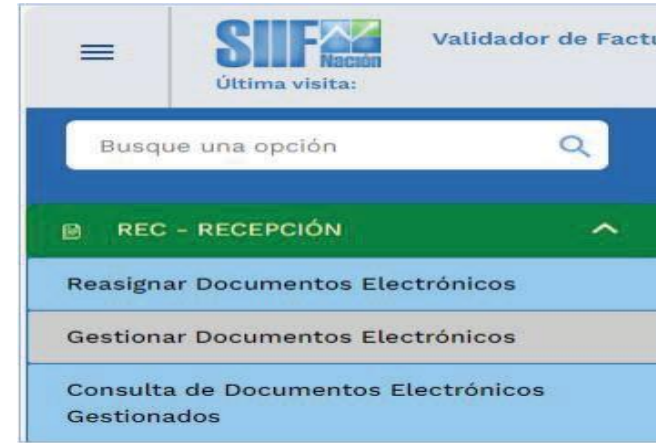 SIIF
Nación
Validador de Factu
Última visita:
Busque una opción
REC - RECEPCIÓN
Reasignar Documentos Electrónicos
Gestionar Documentos Electrónicos
Consulta de Documentos Electrónicos
Gestionados